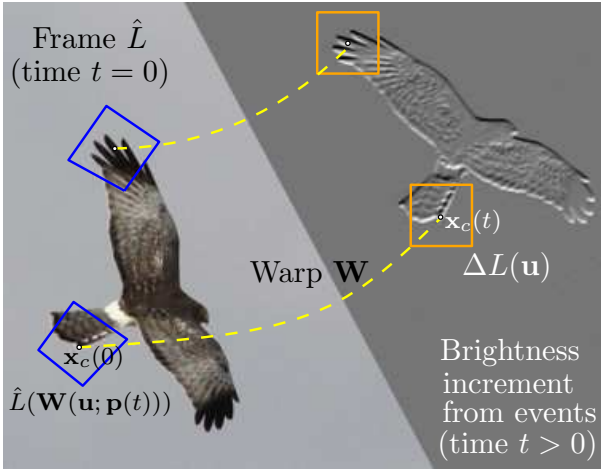 Frame $\hat{L}$
(time $t = 0$)
$\mathbf{x}_c(t)$
$\Delta L(\mathbf{u})$
Warp $\mathbf{W}$
$\mathbf{x}_c(0)$
$\hat{L}(\mathbf{W}(\mathbf{u}; \mathbf{p}(t)))$
Brightness
increment
from events
(time $t > 0$)